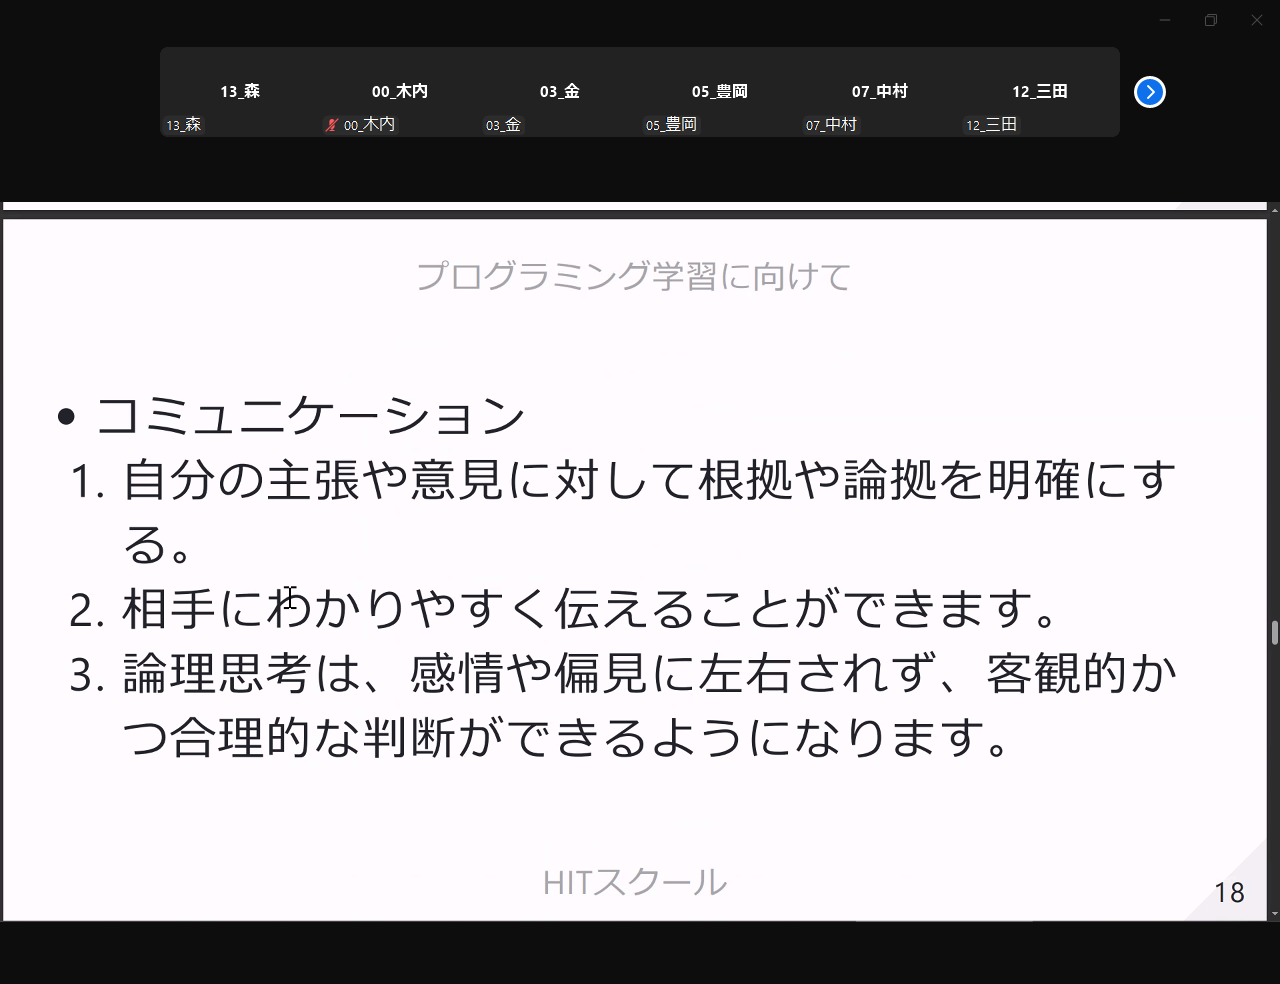 13_森 00_木内 03_金 05_豊岡 07_中村 12_三田
13_森 00_木内 03_金 05_豊岡 07_中村 12_三田
プログラミング学習に向けて
• コミュニケーション
1. 自分の主張や意見に対して根拠や論拠を明確にす
る。
2. 相手にわかりやすく伝えることができます。
3. 論理思考は、感情や偏見に左右されず、客観的か
つ合理的な判断ができるようになります。
HITスクール
18